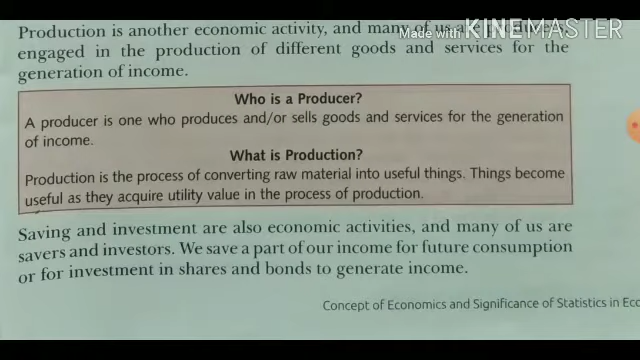 Production is another economic activity, and many of us are producers
Made with KINEMASTER
engaged in the production of different goods and services for the
generation of income.
Who is a Producer?
A producer is one who produces and/or sells goods and services for the generation
of income.
What is Production?
Production is the process of converting raw material into useful things. Things become
useful as they acquire utility value in the process of production.
Saving and investment are also economic activities, and many of us are
savers and investors. We save a part of our income for future consumption
or for investment in shares and bonds to generate income.
Concept of Economics and Significance of Statistics in Eco